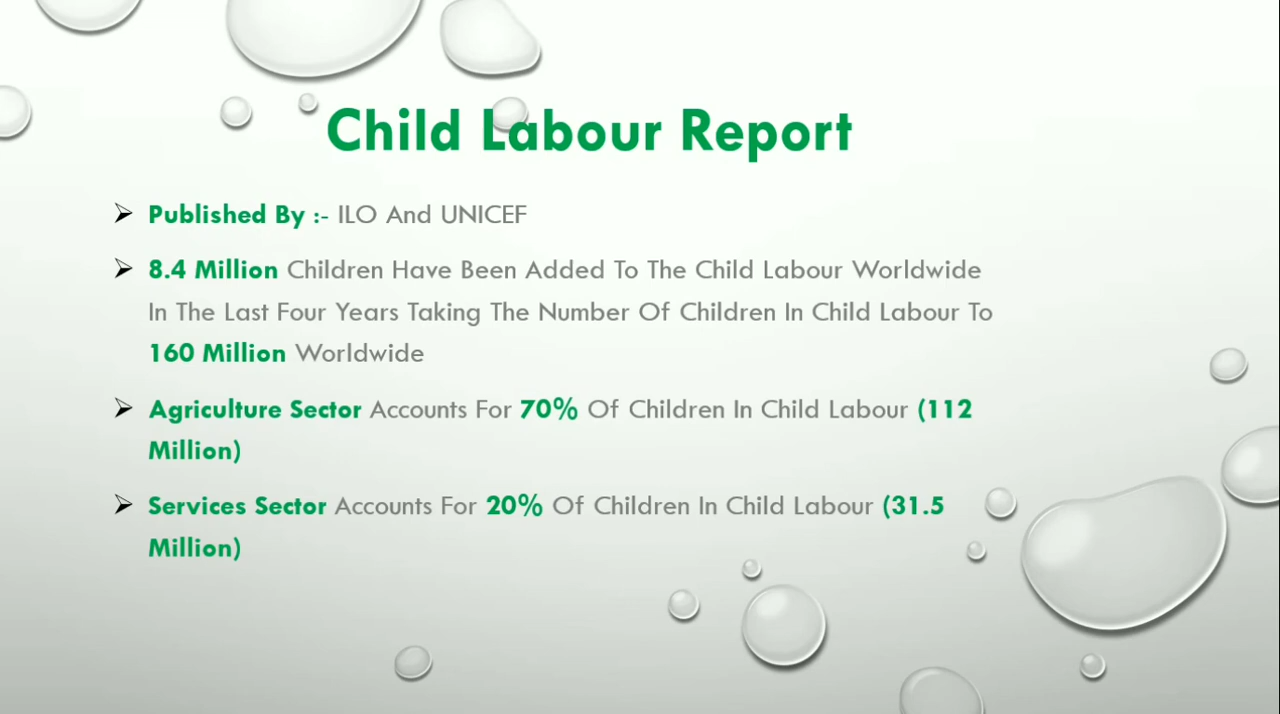 Child Labour Report
Published By :- ILO And UNICEF
8.4 Million Children Have Been Added To The Child Labour Worldwide
In The Last Four Years Taking The Number Of Children In Child Labour To
160 Million Worldwide
Agriculture Sector Accounts For 70% Of Children In Child Labour (112
Million)
Services Sector Accounts For 20% Of Children In Child Labour (31.5
Million)